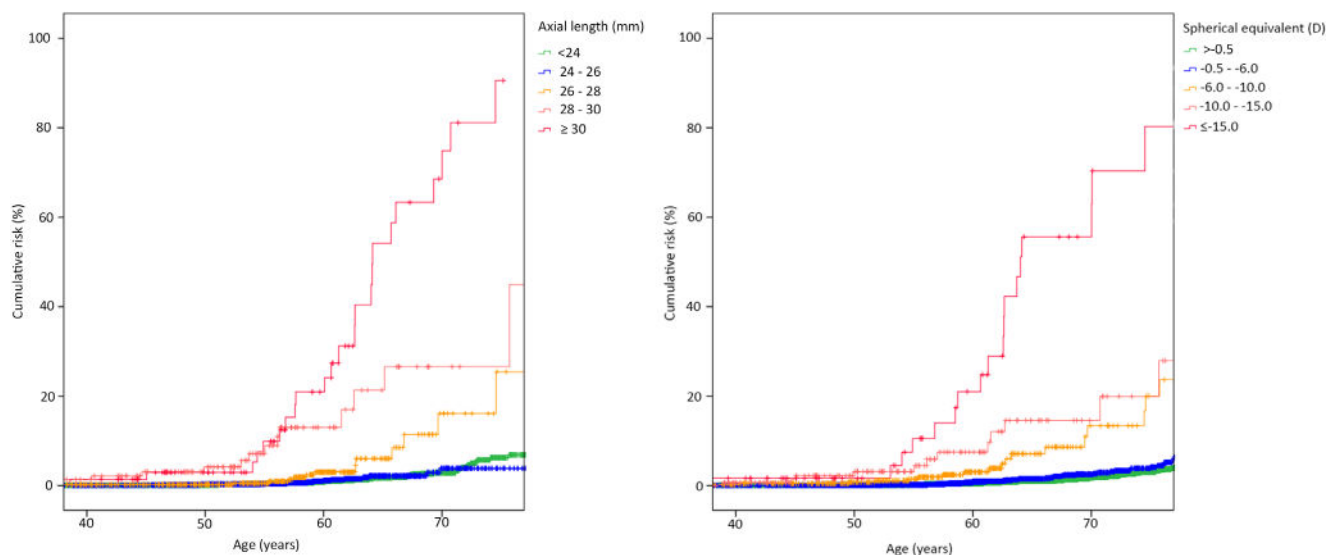 Axial length (mm)
<24
24 - 26
26 - 28
28 - 30
≥ 30
100
80
60
40
20
0
Cumulative risk (%)
40
50
60
70
Age (years)
Spherical equivalent (D)
>-0.5
-0.5 - -6.0
-6.0 - -10.0
-10.0 - -15.0
≤-15.0
100
80
60
40
20
0
Cumulative risk (%)
40
50
60
70
Age (years)